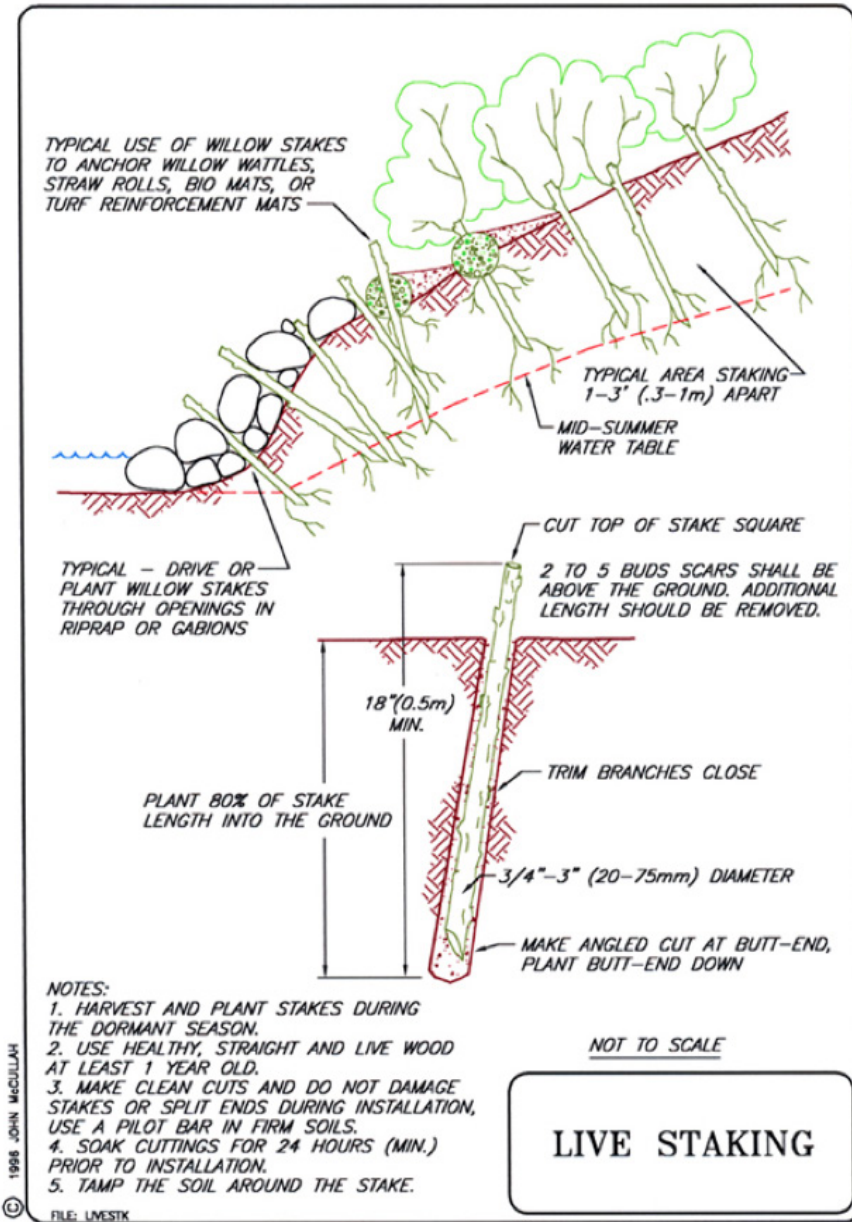 TYPICAL USE OF WILLOW STAKES
TO ANCHOR WILLOW WATTLES,
STRAW ROLLS, BIO MATS, OR
TURF REINFORCEMENT MATS
TYPICAL AREA STAKING
1-3' (.3-1m) APART
MID-SUMMER
WATER TABLE
TYPICAL - DRIVE OR
PLANT WILLOW STAKES
THROUGH OPENINGS IN
RIPRAP OR GABIONS
CUT TOP OF STAKE SQUARE
2 TO 5 BUDS SCARS SHALL BE
ABOVE THE GROUND. ADDITIONAL
LENGTH SHOULD BE REMOVED.
18"(0.5m)
MIN.
TRIM BRANCHES CLOSE
PLANT 80% OF STAKE
LENGTH INTO THE GROUND
3/4"-3" (20-75mm) DIAMETER
MAKE ANGLED CUT AT BUTT-END,
PLANT BUTT-END DOWN
NOTES:
1. HARVEST AND PLANT STAKES DURING
THE DORMANT SEASON.
2. USE HEALTHY, STRAIGHT AND LIVE WOOD
AT LEAST 1 YEAR OLD.
3. MAKE CLEAN CUTS AND DO NOT DAMAGE
STAKES OR SPLIT ENDS DURING INSTALLATION,
USE A PILOT BAR IN FIRM SOILS.
4. SOAK CUTTINGS FOR 24 HOURS (MIN.)
PRIOR TO INSTALLATION.
5. TAMP THE SOIL AROUND THE STAKE.
NOT TO SCALE
LIVE STAKING
FILE: LIVESTK
© 1996 JOHN McCULLAH